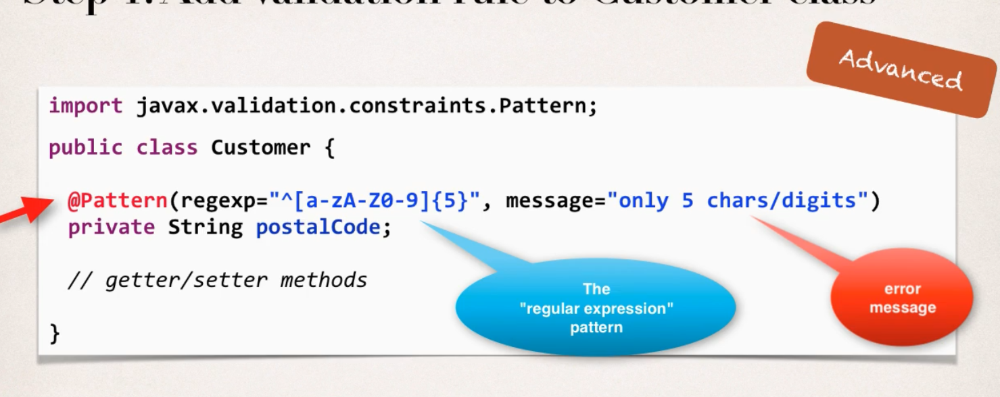 Step 1: Add validation rule to Customer class
Advanced
import javax.validation.constraints.Pattern;
public class Customer {
@Pattern(regexp="^[a-zA-Z0-9]{5}", message="only 5 chars/digits")
private String postalCode;
// getter/setter methods
The
"regular expression"
pattern
error
message
}